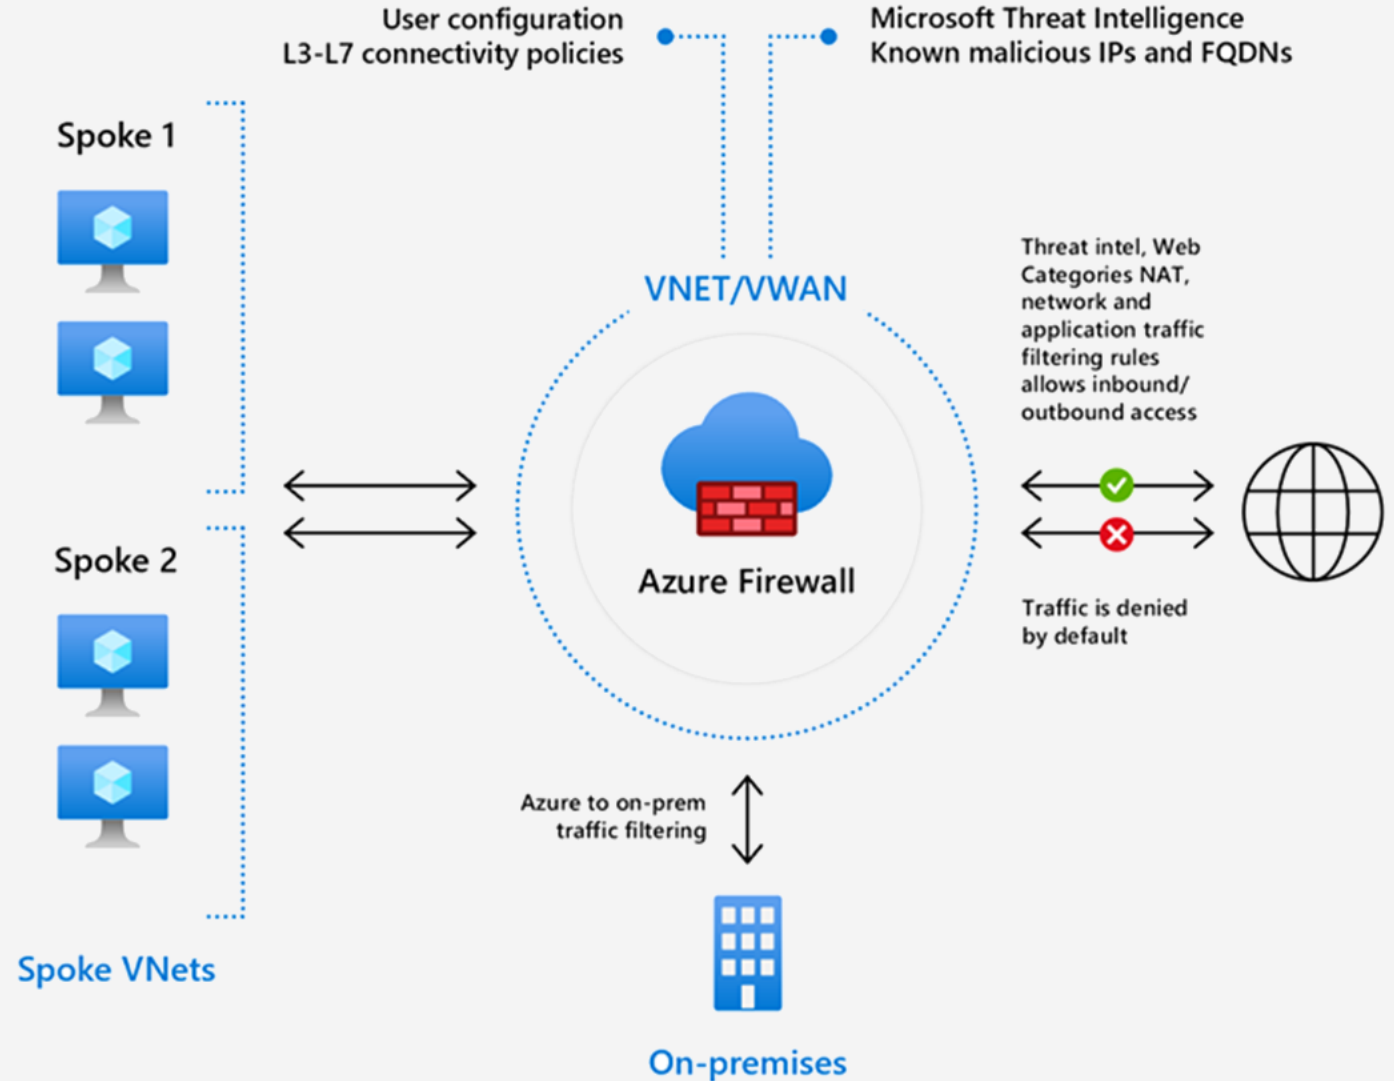 User configuration
L3-L7 connectivity policies
Microsoft Threat Intelligence
Known malicious IPs and FQDNs
Spoke 1
VNET/VWAN
Threat intel, Web
Categories NAT,
network and
application traffic
filtering rules
allows inbound/
outbound access
Spoke 2
Azure Firewall
Traffic is denied
by default
Azure to on-prem
traffic filtering
Spoke VNets
On-premises